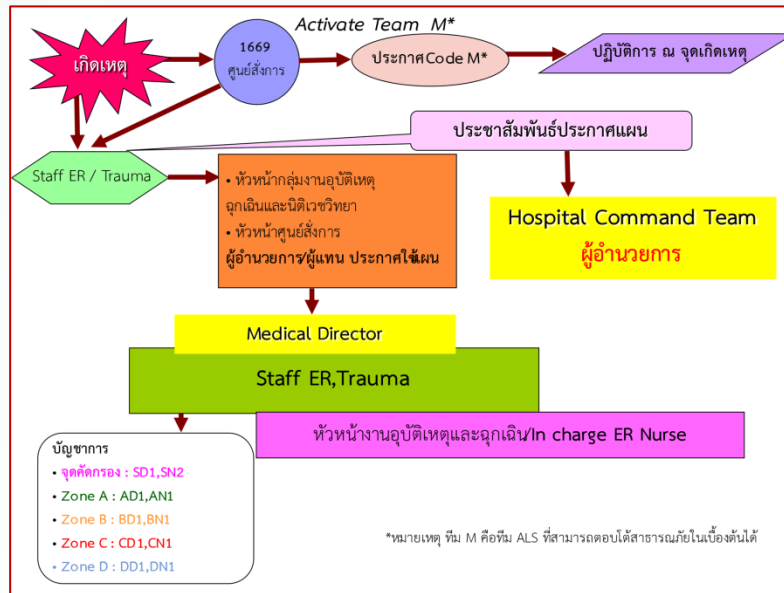 Activate Team M*
เกิดเหตุ
1669
ศูนย์สั่งการ
ประกาศCode M*
ปฏิบัติการ ณ จุดเกิดเหตุ
ประชาสัมพันธ์ประกาศแผน
Staff ER / Trauma
• หัวหน้ากลุ่มงานอุบัติเหตุ
ฉุกเฉินและนิติเวชวิทยา
• หัวหน้าศูนย์สั่งการ
ผู้อำนวยการ/ผู้แทน ประกาศใช้แผน
Hospital Command Team
ผู้อำนวยการ
Medical Director
Staff ER,Trauma
หัวหน้างานอุบัติเหตุและฉุกเฉิน/In charge ER Nurse
บัญชาการ
• จุดคัดกรอง : SD1,SN2
• Zone A : AD1,AN1
• Zone B : BD1,BN1
• Zone C : CD1,CN1
• Zone D : DD1,DN1
*หมายเหตุ ทีม M คือทีม ALS ที่สามารถตอบโต้สาธารณภัยในเบื้องต้นได้